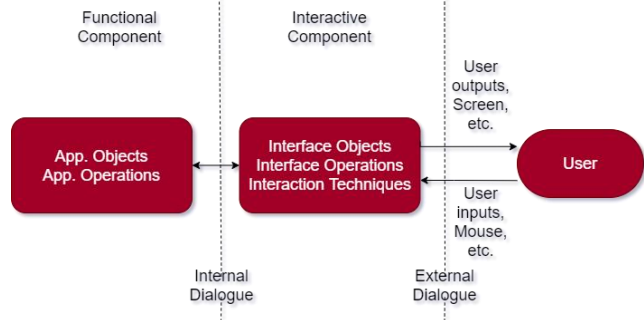 Functional
Component
Interactive
Component
User
outputs,
Screen,
etc.
App. Objects
App. Operations
Interface Objects
Interface Operations
Interaction Techniques
User
User
inputs,
Mouse,
etc.
Internal
Dialogue
External
Dialogue